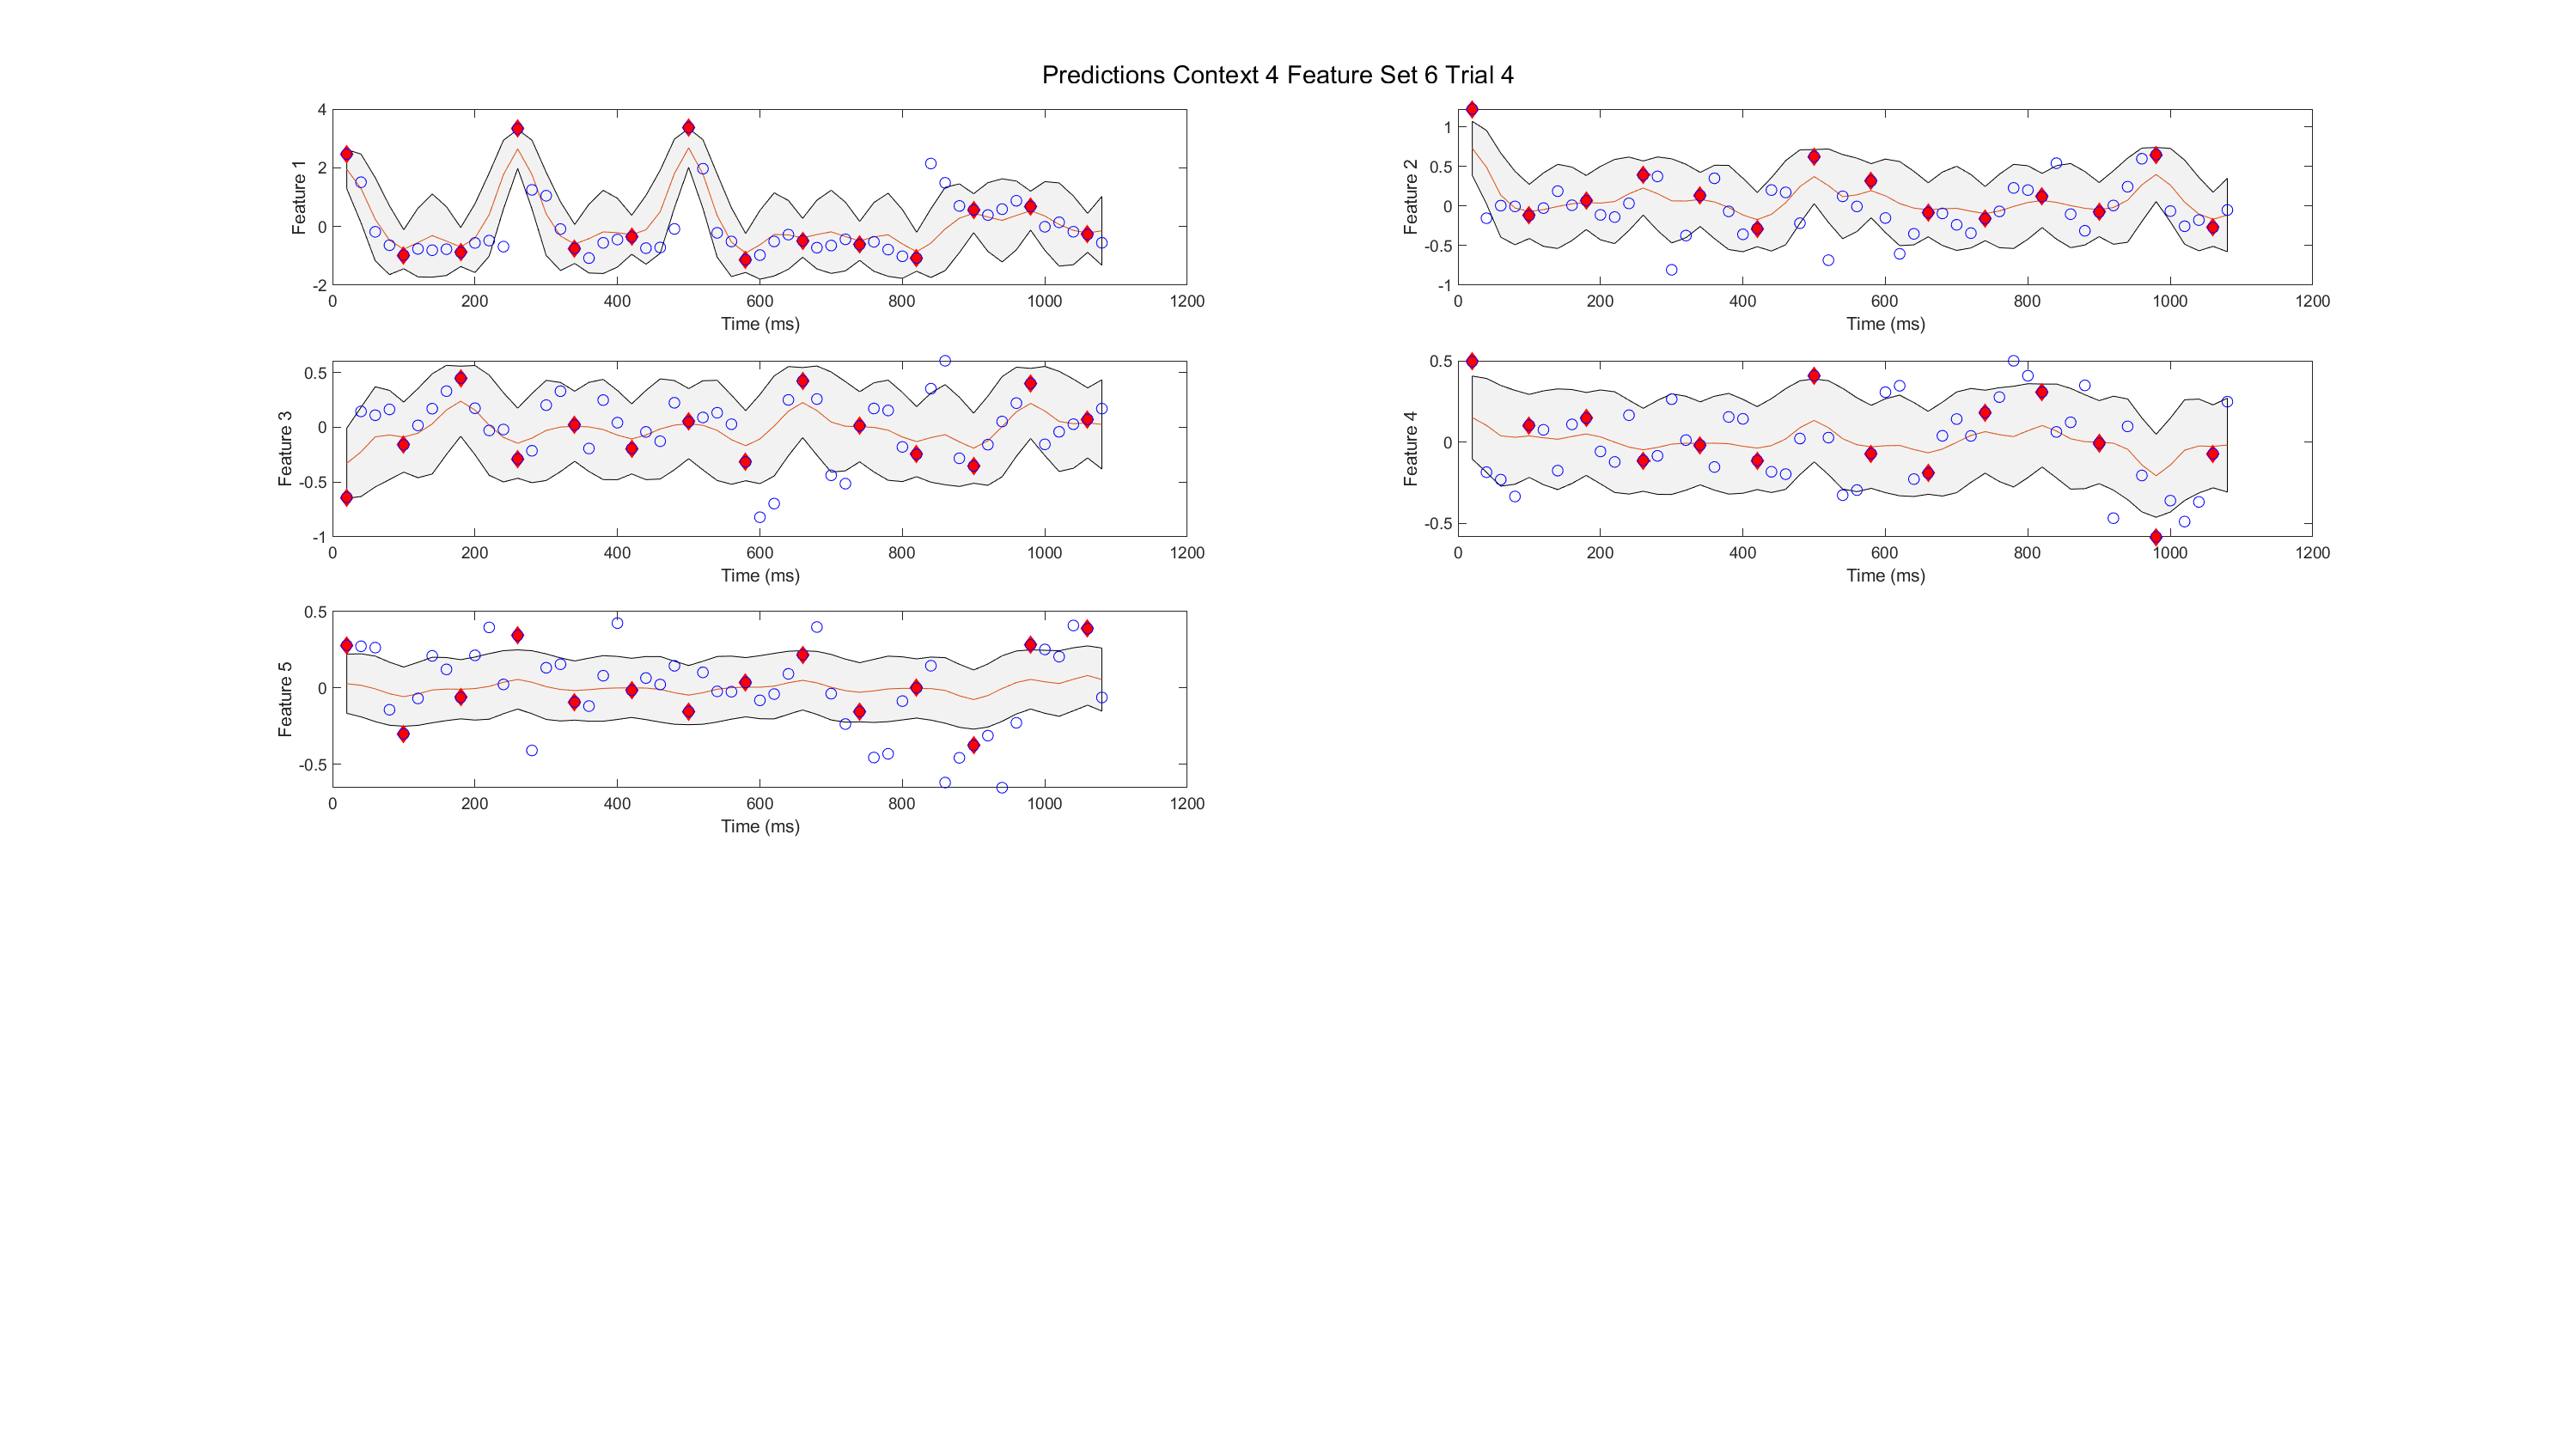 Predictions Context 4 Feature Set 6 Trial 4
4
2
0
-2
Feature 1
0 200 400 600 800 1000 1200
Time (ms)
1
0.5
0
-0.5
-1
Feature 2
0 200 400 600 800 1000 1200
Time (ms)
0.5
0
-0.5
-1
Feature 3
0 200 400 600 800 1000 1200
Time (ms)
0.5
0
-0.5
Feature 4
0 200 400 600 800 1000 1200
Time (ms)
0.5
0
-0.5
Feature 5
0 200 400 600 800 1000 1200
Time (ms)